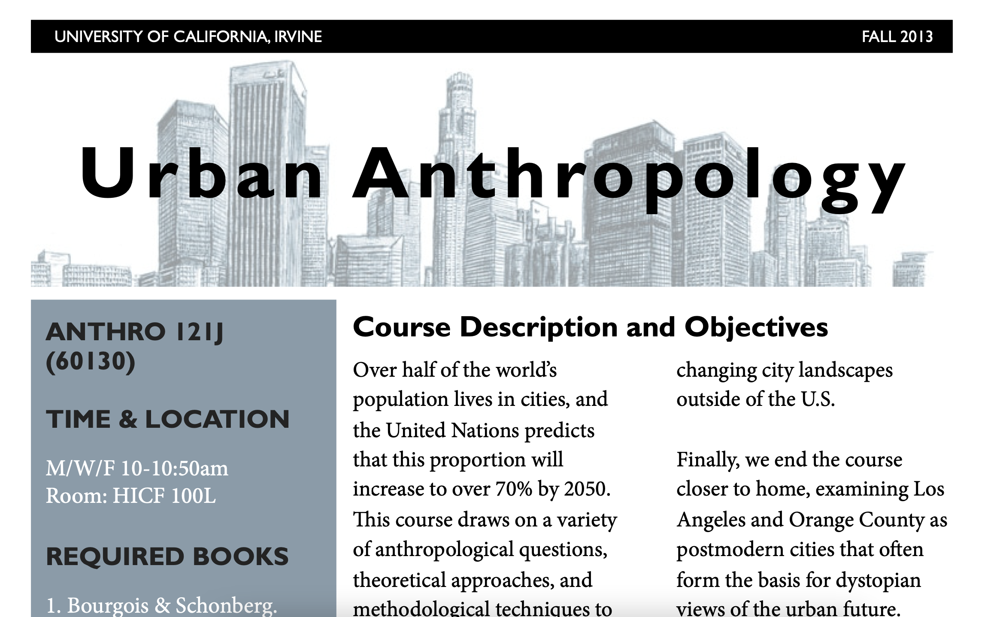 UNIVERSITY OF CALIFORNIA, IRVINE
FALL 2013
Urban Anthropology
ANTHRO 121J
(60130)
TIME & LOCATION
M/W/F 10-10:50am
Room: HICF 100L
REQUIRED BOOKS
1. Bourgois & Schonberg.
Course Description and Objectives
Over half of the world’s
population lives in cities, and
the United Nations predicts
that this proportion will
increase to over 70% by 2050.
This course draws on a variety
of anthropological questions,
theoretical approaches, and
methodological techniques to
changing city landscapes
outside of the U.S.
Finally, we end the course
closer to home, examining Los
Angeles and Orange County as
postmodern cities that often
form the basis for dystopian
views of the urban future.